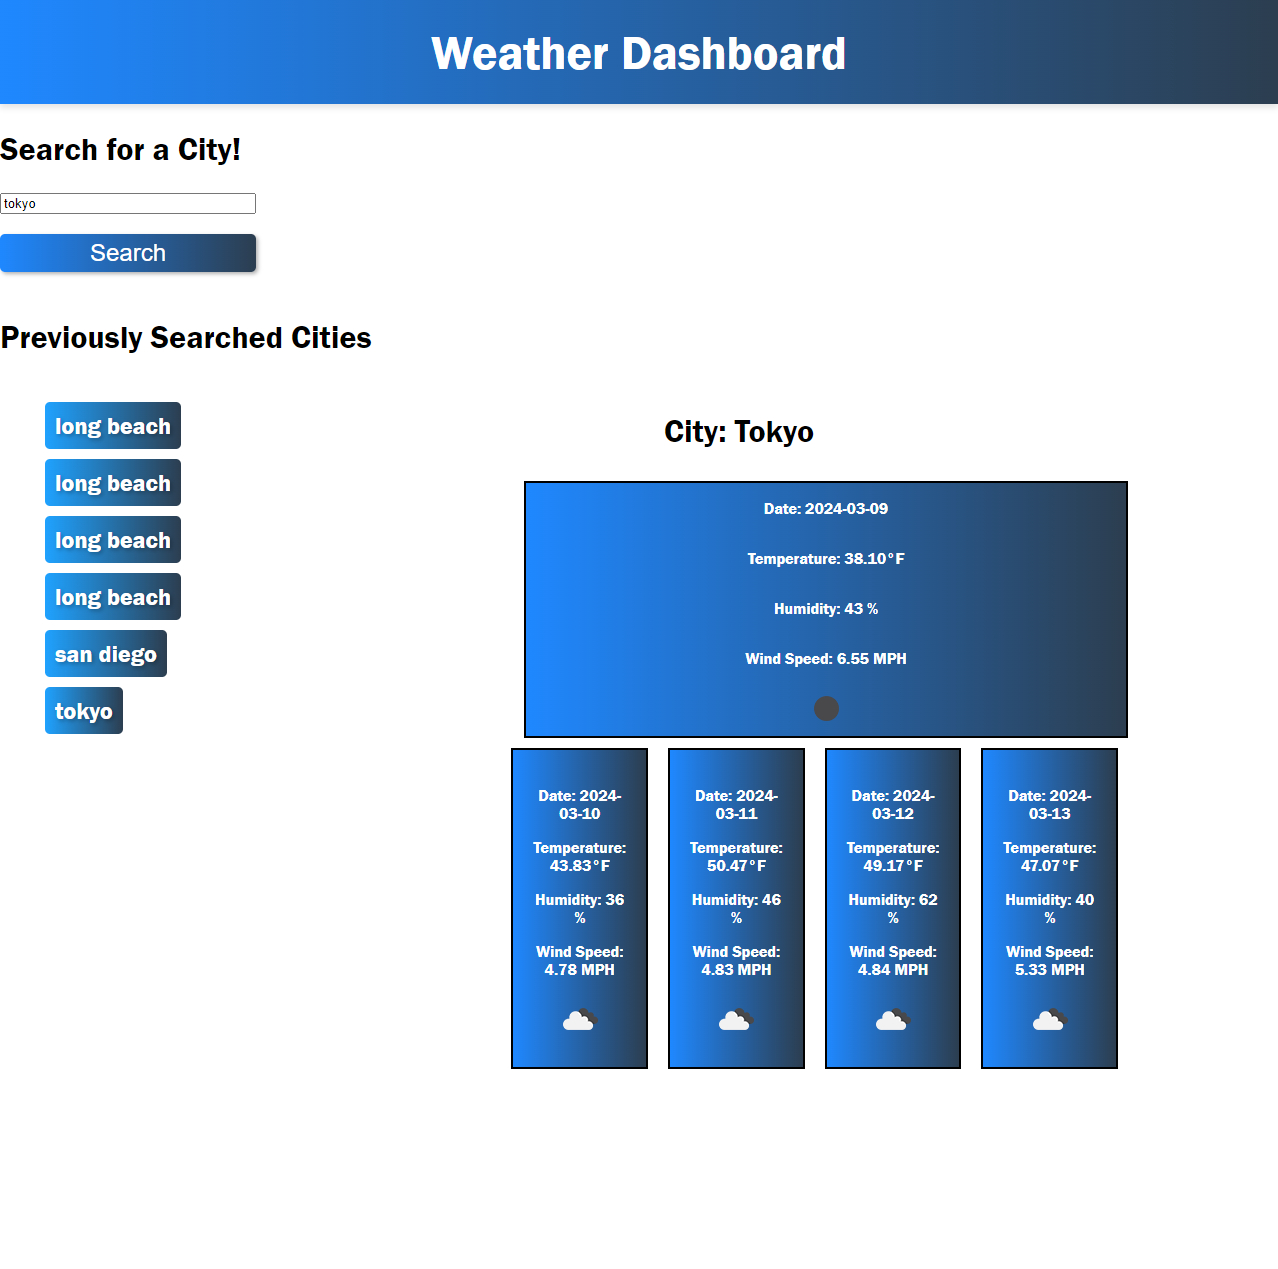 Weather Dashboard
Search for a City!
tokyo
Search
Previously Searched Cities
long beach
long beach
long beach
long beach
san diego
tokyo
City: Tokyo
Date: 2024-03-09
Temperature: 38.10°F
Humidity: 43 %
Wind Speed: 6.55 MPH
Date: 2024-
03-10
Temperature:
43.83°F
Humidity: 36
%
Wind Speed:
4.78 MPH
Date: 2024-
03-11
Temperature:
50.47°F
Humidity: 46
%
Wind Speed:
4.83 MPH
Date: 2024-
03-12
Temperature:
49.17°F
Humidity: 62
%
Wind Speed:
4.84 MPH
Date: 2024-
03-13
Temperature:
47.07°F
Humidity: 40
%
Wind Speed:
5.33 MPH